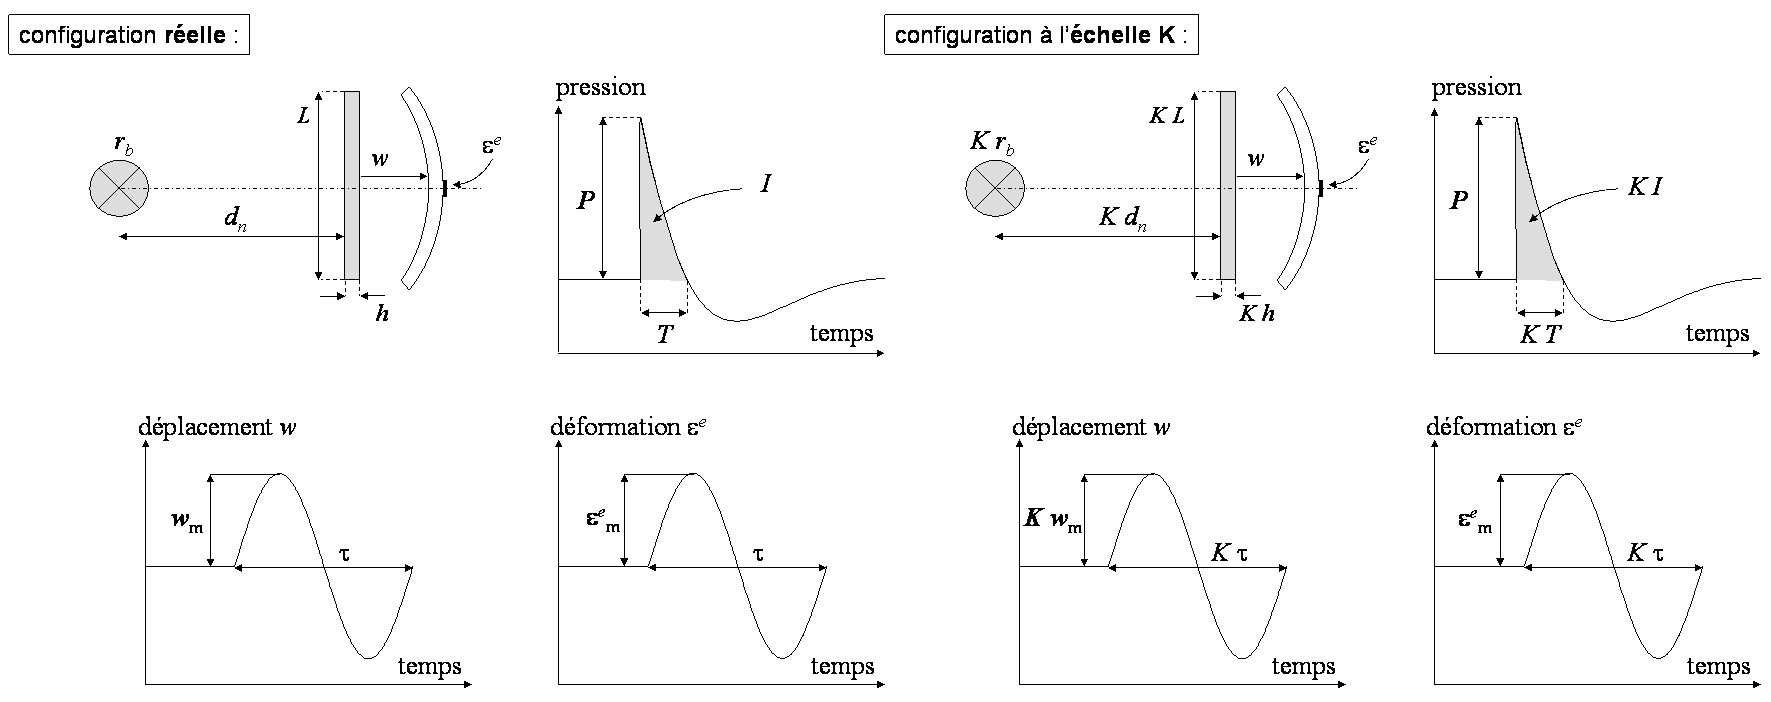 configuration réelle :
configuration à l'échelle K :
r_b
L
w
ε^e
d_n
h
pression
P
I
T
temps
K r_b
K L
w
ε^e
K d_n
K h
pression
P
K I
K T
temps
déplacement w
w_m
τ
temps
déformation ε^e
ε^e_m
τ
temps
déplacement w
K w_m
K τ
temps
déformation ε^e
ε^e_m
K τ
temps